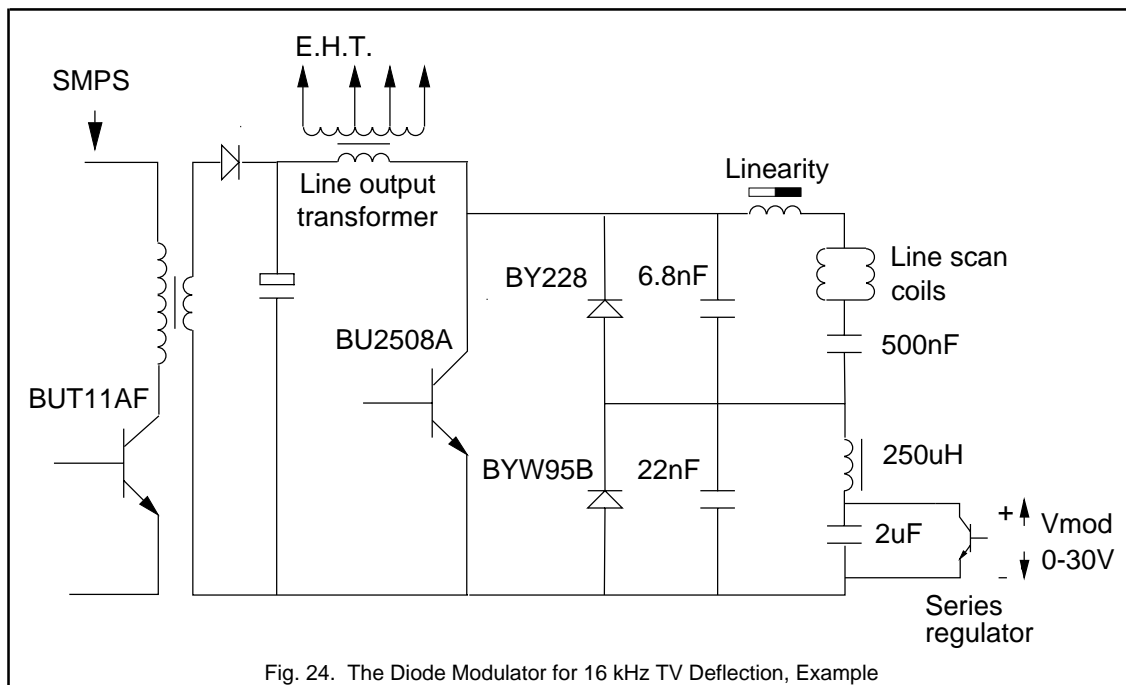 E.H.T.
SMPS
Linearity
Line output
transformer
Line scan
coils
BY228
6.8nF
500nF
BU2508A
BUT11AF
BYW95B
22nF
250uH
2uF
+
Vmod
0-30V
-
Series
regulator
Fig. 24. The Diode Modulator for 16 kHz TV Deflection, Example